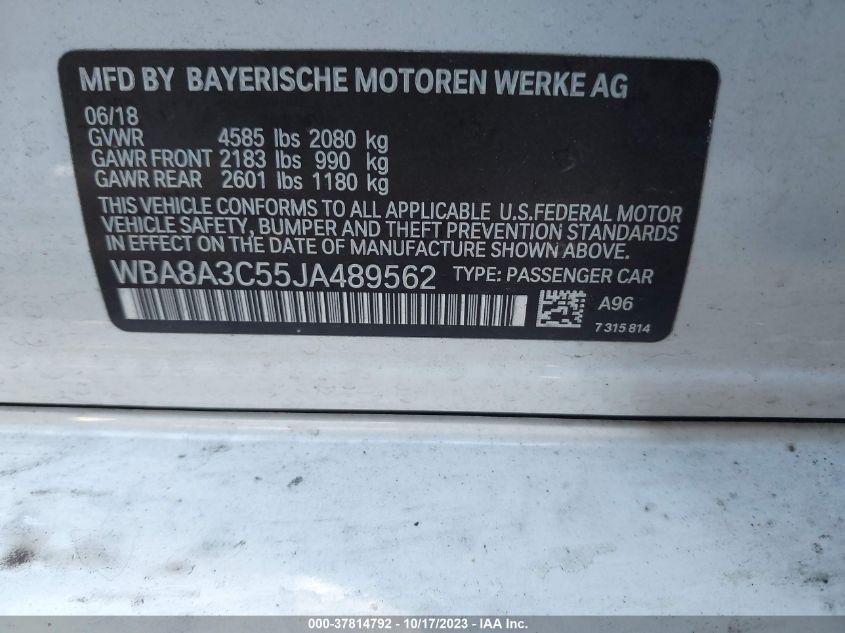 MFD BY BAYERISCHE MOTOREN WERKE AG
06/18
GVWR 4585 lbs 2080 kg
GAWR FRONT 2183 lbs 990 kg
GAWR REAR 2601 lbs 1180 kg
THIS VEHICLE CONFORMS TO ALL APPLICABLE U.S.FEDERAL MOTOR
VEHICLE SAFETY, BUMPER AND THEFT PREVENTION STANDARDS
IN EFFECT ON THE DATE OF MANUFACTURE SHOWN ABOVE.
WBA8A3C55JA489562 TYPE: PASSENGER CAR
A96
7 315 814
000-37814792 - 10/17/2023 - IAA Inc.